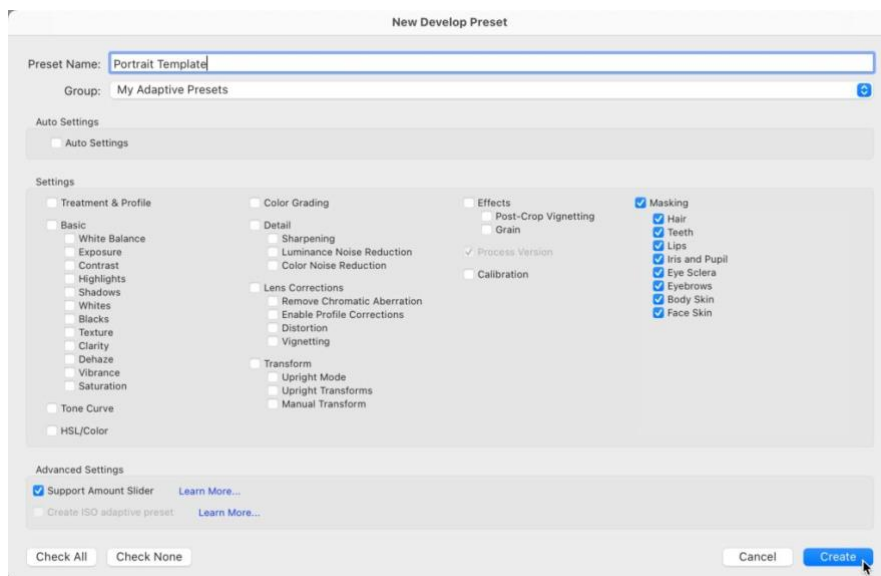 New Develop Preset
Preset Name: Portrait Template
Group: My Adaptive Presets
Auto Settings
Auto Settings
Settings
Treatment & Profile
Basic
White Balance
Exposure
Contrast
Highlights
Shadows
Whites
Blacks
Texture
Clarity
Dehaze
Vibrance
Saturation
Tone Curve
HSL/Color
Color Grading
Detail
Sharpening
Luminance Noise Reduction
Color Noise Reduction
Lens Corrections
Remove Chromatic Aberration
Enable Profile Corrections
Distortion
Vignetting
Transform
Upright Mode
Upright Transforms
Manual Transform
Effects
Post-Crop Vignetting
Grain
Process Version
Calibration
Masking
Hair
Teeth
Lips
Iris and Pupil
Eye Sclera
Eyebrows
Body Skin
Face Skin
Advanced Settings
Support Amount Slider Learn More...
Create ISO adaptive preset Learn More...
Check All Check None Cancel Create